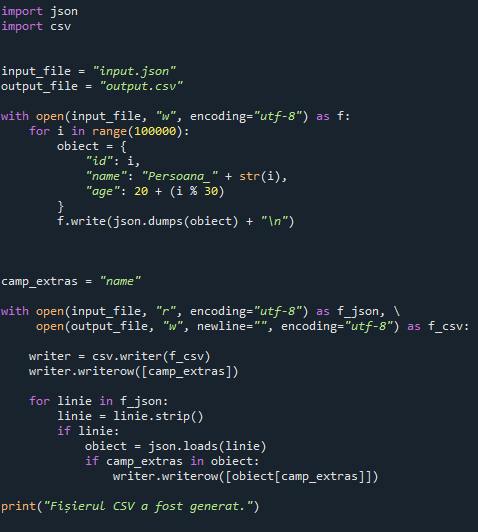 import json
import csv
input_file = "input.json"
output_file = "output.csv"
with open(input_file, "w", encoding="utf-8") as f:
    for i in range(100000):
        obiect = {
            "id": i,
            "name": "Persoana_" + str(i),
            "age": 20 + (i % 30)
        }
        f.write(json.dumps(obiect) + "\n")
camp_extras = "name"
with open(input_file, "r", encoding="utf-8") as f_json, \
     open(output_file, "w", newline="", encoding="utf-8") as f_csv:
    writer = csv.writer(f_csv)
    writer.writerow([camp_extras])
    for linie in f_json:
        linie = linie.strip()
        if linie:
            obiect = json.loads(linie)
            if camp_extras in obiect:
                writer.writerow([obiect[camp_extras]])
print("Fișierul CSV a fost generat.")